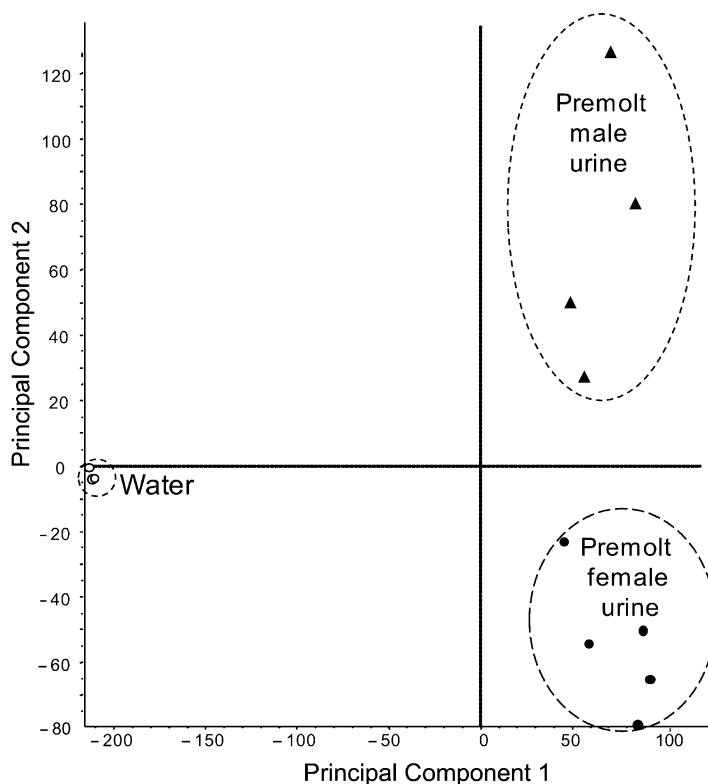 120
100
80
60
40
20
0
−20
−40
−60
−80
Principal Component 2
Premolt
male
urine
Water
Premolt
female
urine
−200
−150
−100
−50
0
50
100
Principal Component 1